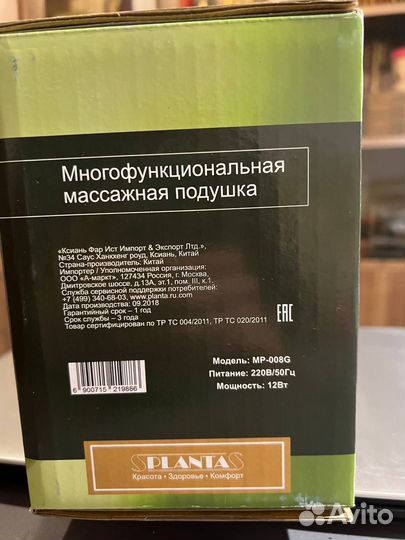 Многофункциональная
массажная подушка
«Ксиань Фар Ист Импорт & Экспорт Лтд.»,
№34 Саус Ханкхенг роуд, Ксиань, Китай
Страна-производитель: Китай
Импортер / Уполномоченная организация:
ООО «А-маркт», 127434 Россия, г. Москва,
Дмитровское шоссе, д.13А, эт.1, пом. III, к.1.
Служба сервисной поддержки потребителей:
+7 (499) 340-68-03, www.planta.ru.com
Дата производства: 09.2018
Гарантийный срок – 1 год
Срок службы – 3 года
Товар сертифицирован по ТР ТС 004/2011, ТР ТС 020/2011
EAC
Модель: MP-008G
Питание: 220В/50Гц
Мощность: 12Вт
6 900715 219886
PLANTA
Красота • Здоровье • Комфорт
Avito